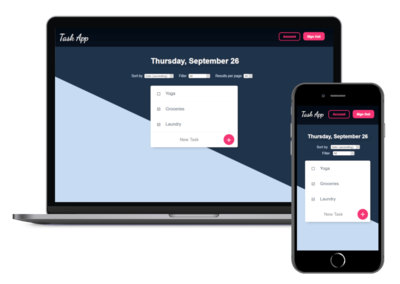 Task App
Account
Sign Out
Thursday, September 26
Sort by
Filter
Results per page
Yoga
Groceries
Laundry
New Task
+
Task App
Account
Sign Out
Thursday, September 26
Sort by
Filter
Yoga
Groceries
Laundry
New Task
+